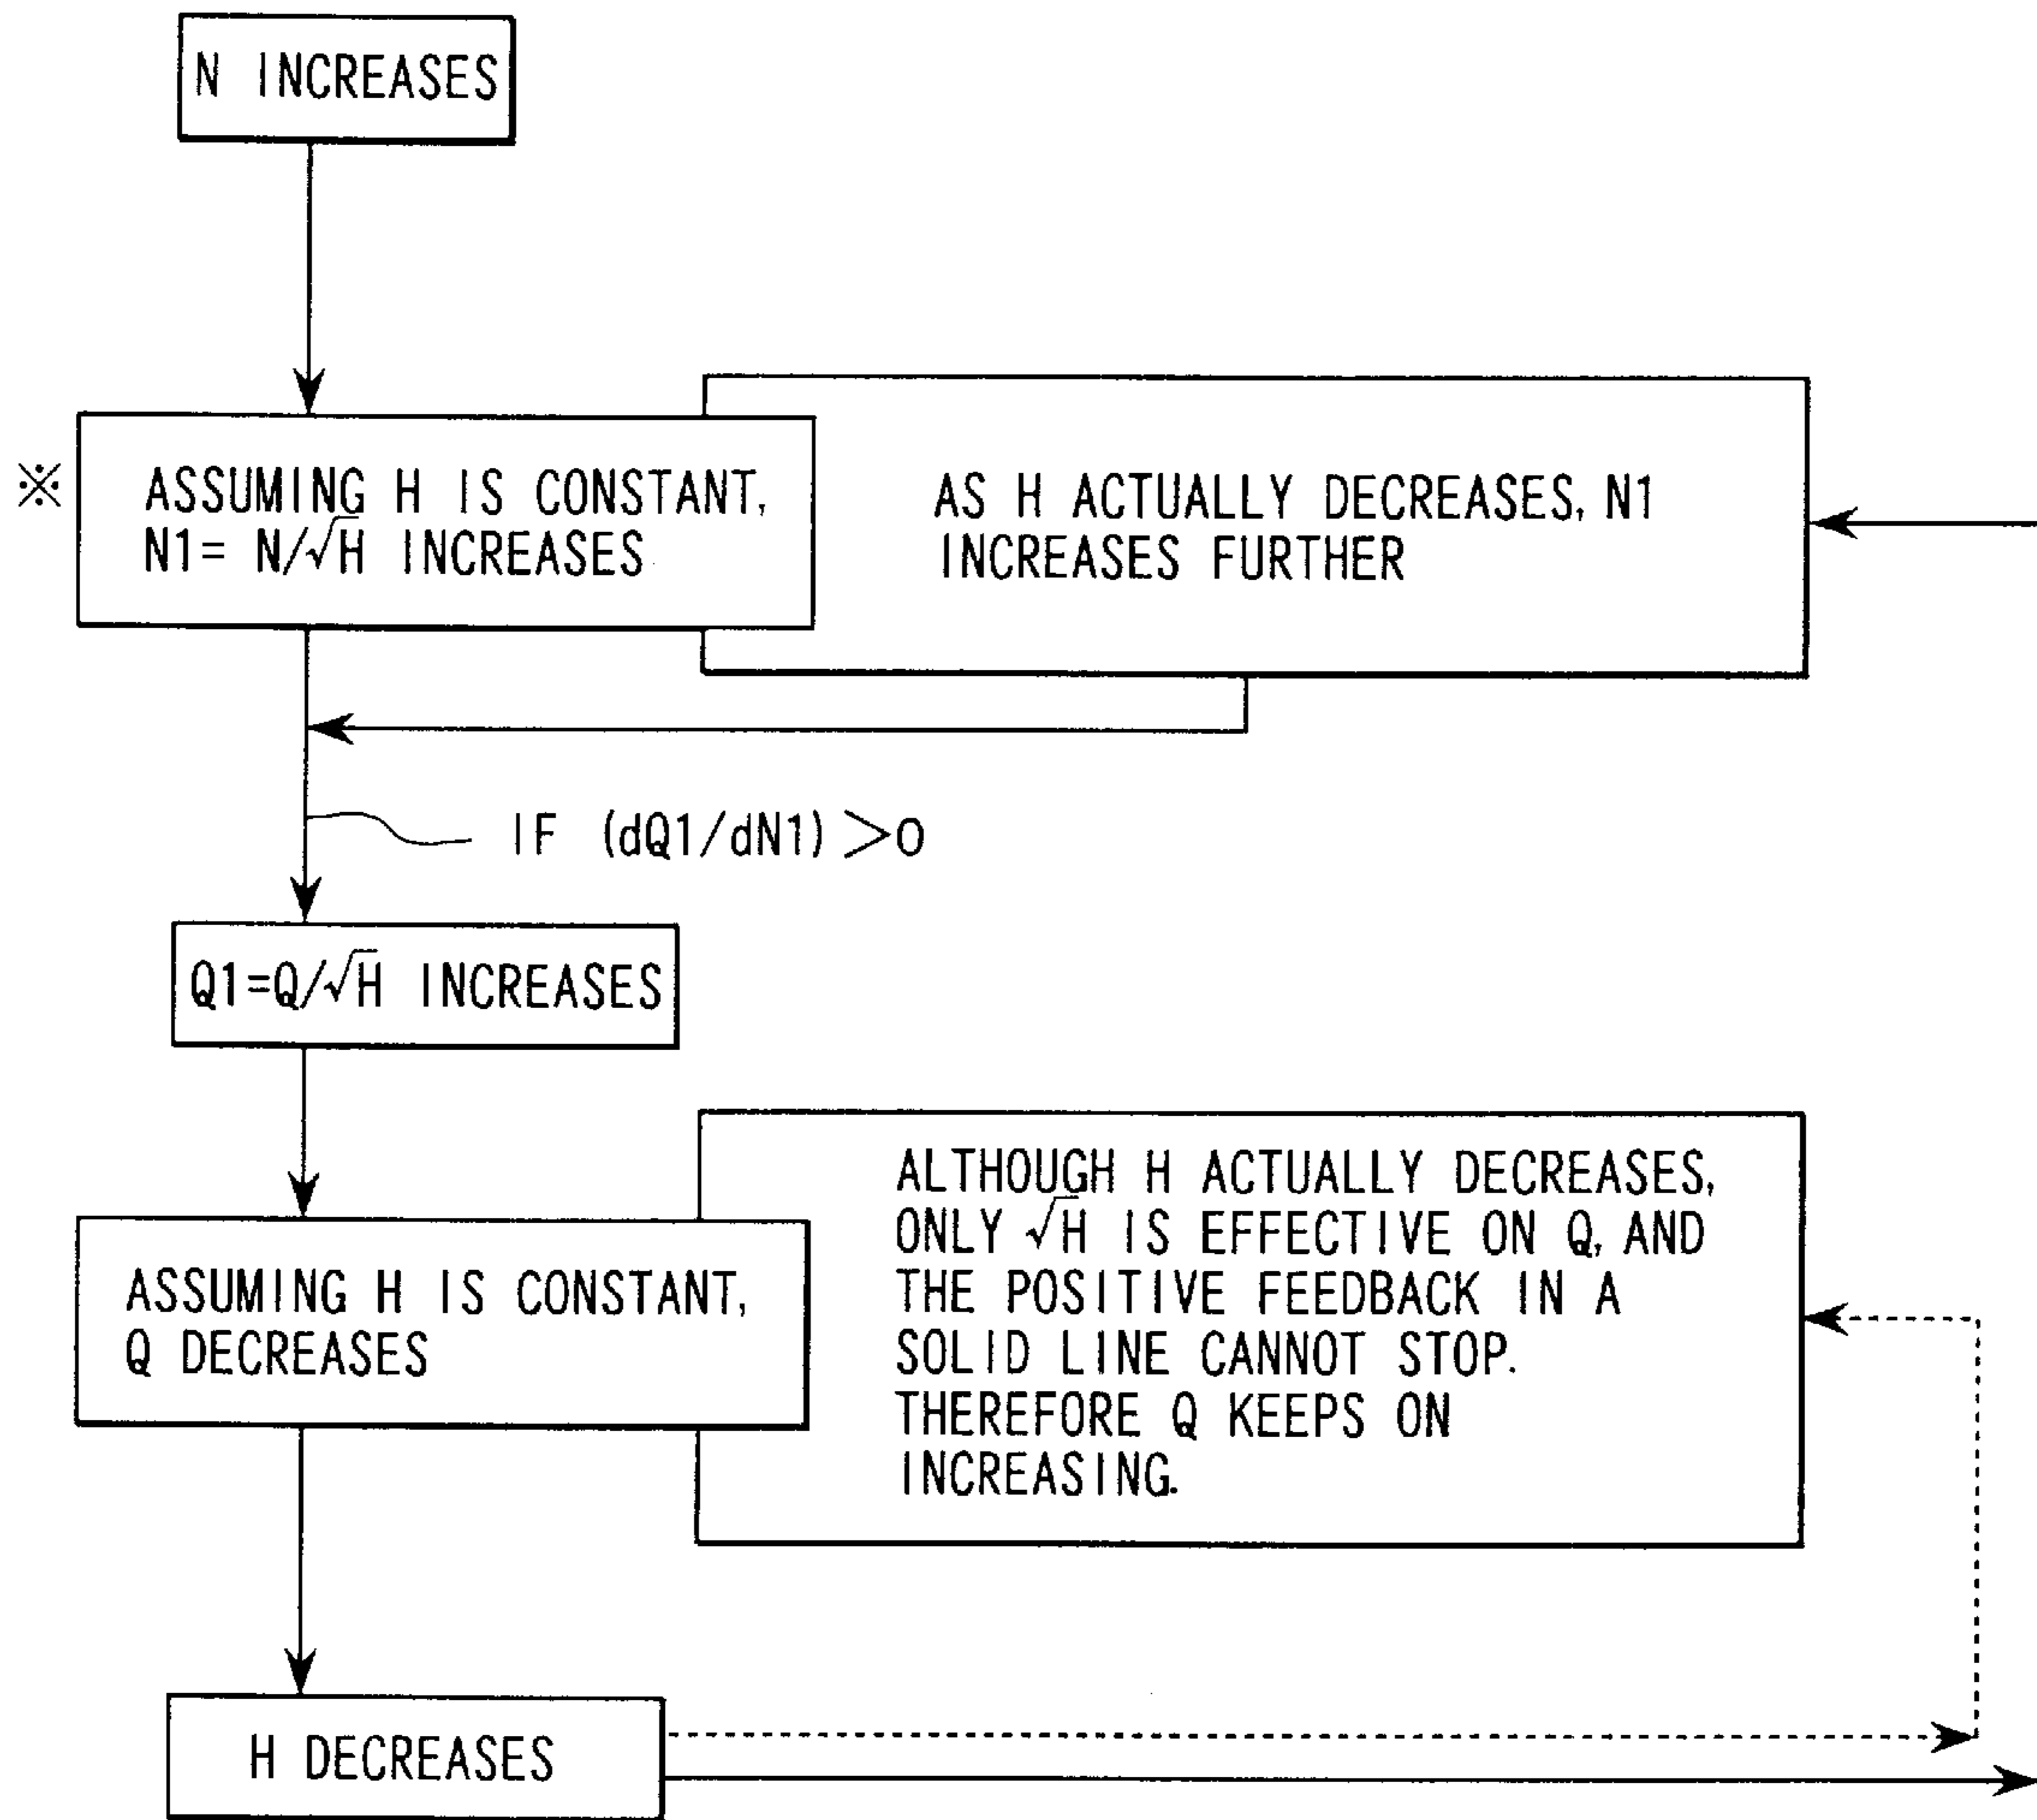 N INCREASES
※ ASSUMING H IS CONSTANT,
N1= N/√H INCREASES
AS H ACTUALLY DECREASES, N1
INCREASES FURTHER
IF (dQ1/dN1) >0
Q1=Q/√H INCREASES
ASSUMING H IS CONSTANT,
Q DECREASES
ALTHOUGH H ACTUALLY DECREASES,
ONLY √H IS EFFECTIVE ON Q, AND
THE POSITIVE FEEDBACK IN A
SOLID LINE CANNOT STOP.
THEREFORE Q KEEPS ON
INCREASING.
H DECREASES